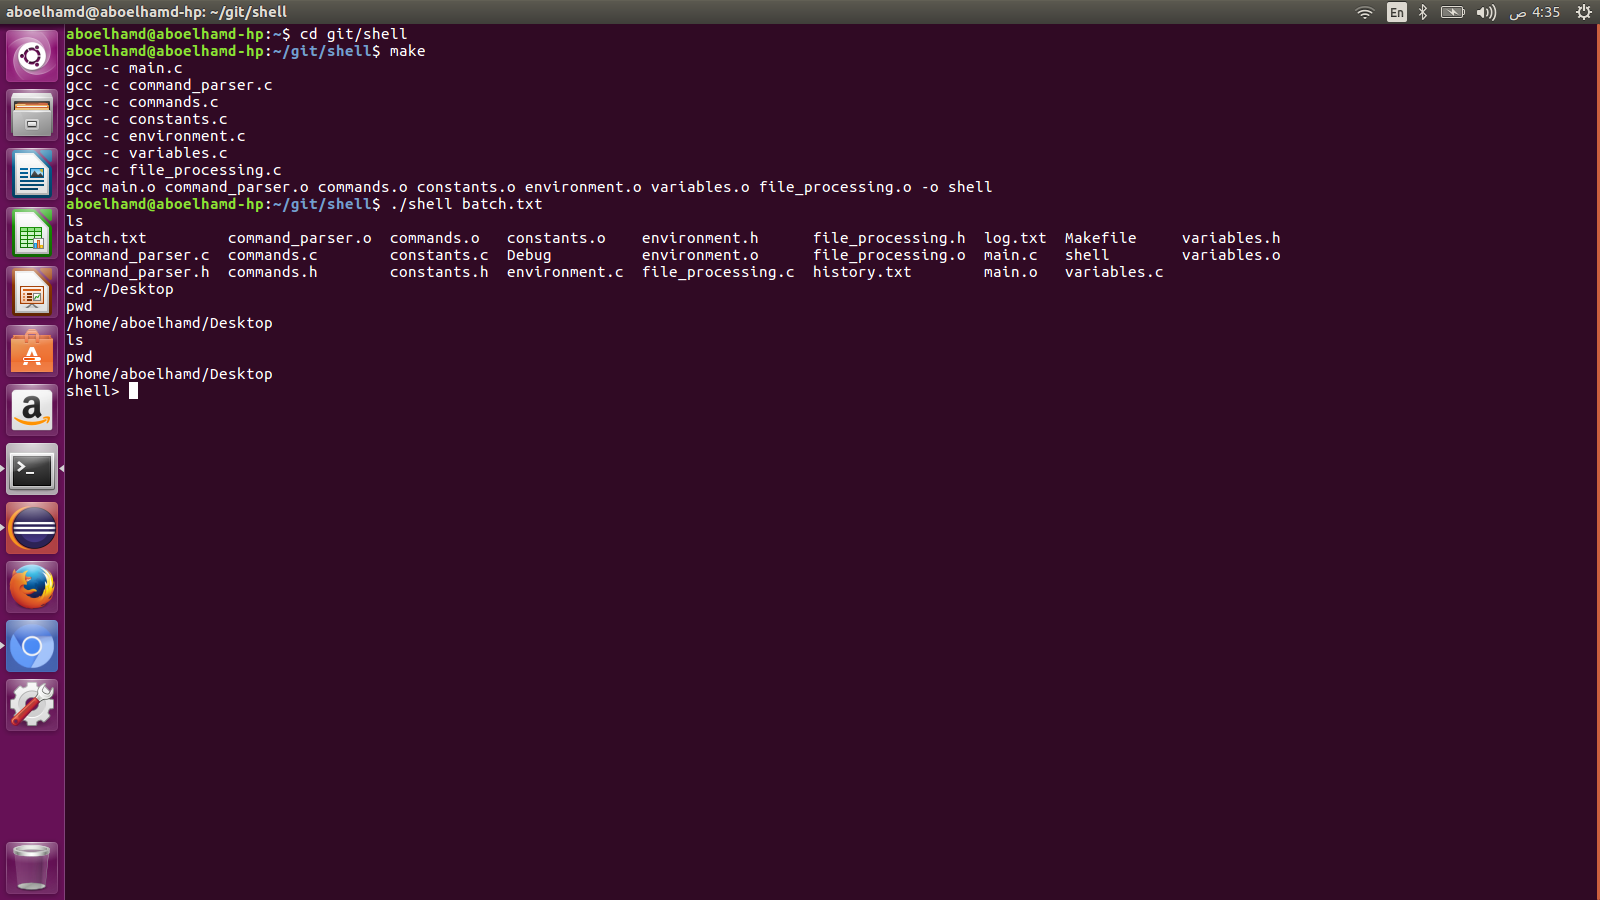 aboelhamd@aboelhamd-hp: ~/git/shell
En
4:35 ص
aboelhamd@aboelhamd-hp:~$ cd git/shell
aboelhamd@aboelhamd-hp:~/git/shell$ make
gcc -c main.c
gcc -c command_parser.c
gcc -c commands.c
gcc -c constants.c
gcc -c environment.c
gcc -c variables.c
gcc -c file_processing.c
gcc main.o command_parser.o commands.o constants.o environment.o variables.o file_processing.o -o shell
aboelhamd@aboelhamd-hp:~/git/shell$ ./shell batch.txt
ls
batch.txt command_parser.o commands.o constants.o environment.h file_processing.h log.txt Makefile variables.h
command_parser.c commands.c constants.c Debug environment.o file_processing.o main.c shell variables.o
command_parser.h commands.h constants.h environment.c file_processing.c history.txt main.o variables.c
cd ~/Desktop
pwd
/home/aboelhamd/Desktop
ls
pwd
/home/aboelhamd/Desktop
shell>